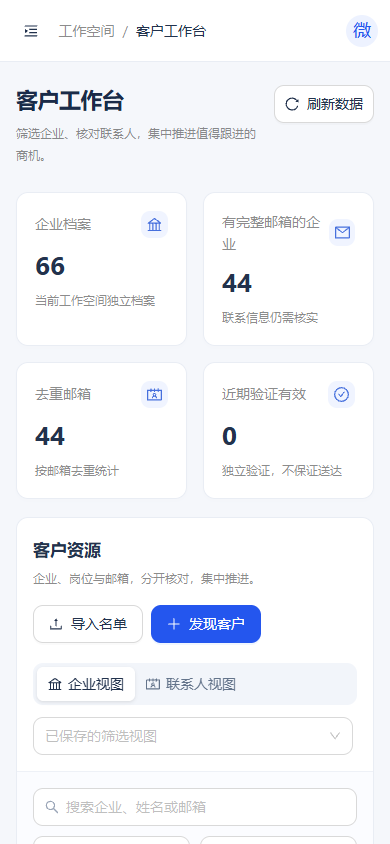 工作空间 / 客户工作台
微
客户工作台
刷新数据
筛选企业、核对联系人，集中推进值得跟进的
商机。
企业档案
66
当前工作空间独立档案
有完整邮箱的企
业
44
联系信息仍需核实
去重邮箱
44
按邮箱去重统计
近期验证有效
0
独立验证，不保证送达
客户资源
企业、岗位与邮箱，分开核对，集中推进。
导入名单
发现客户
企业视图
联系人视图
已保存的筛选视图
搜索企业、姓名或邮箱